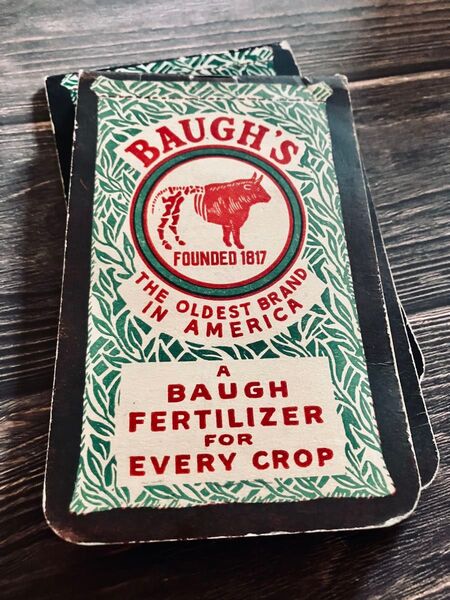 BAUGH'S
FOUNDED 1817
THE OLDEST BRAND
IN AMERICA
A
BAUGH
FERTILIZER
FOR
EVERY CROP